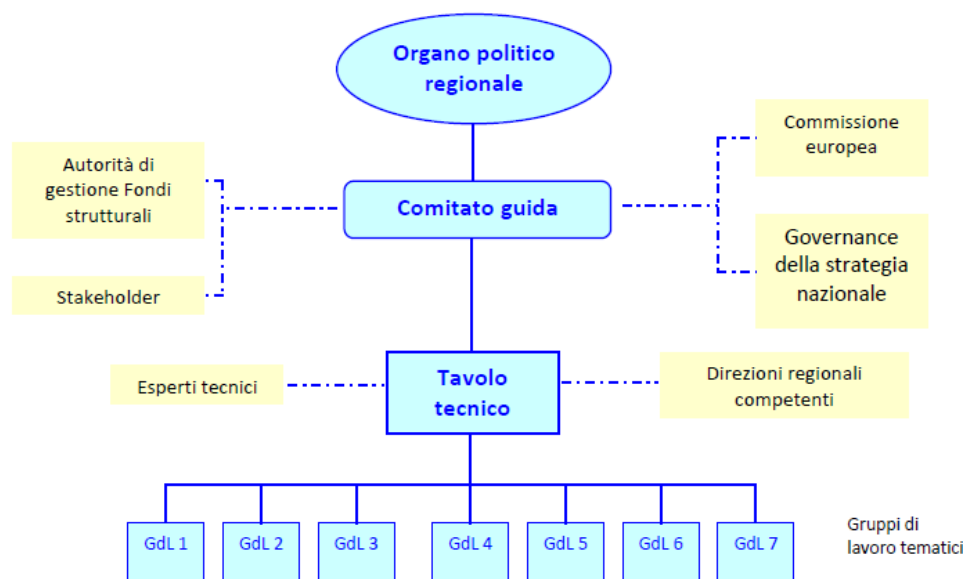 Organo politico
regionale
Commissione
europea
Autorità di
gestione Fondi
strutturali
Comitato guida
Governance
della strategia
nazionale
Stakeholder
Esperti tecnici
Tavolo
tecnico
Direzioni regionali
competenti
GdL 1
GdL 2
GdL 3
GdL 4
GdL 5
GdL 6
GdL 7
Gruppi di
lavoro tematici